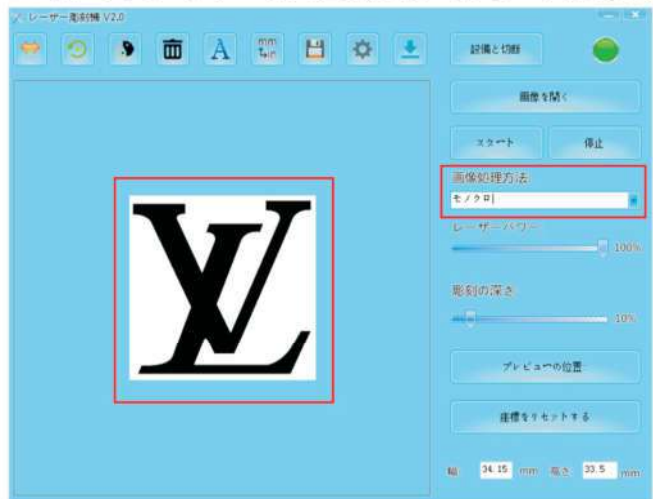 レーザー彫刻機 V2.0
設備と切断
画像を開く
スタート 停止
画像処理方法:
モノクロ
レーザーパワー
100%
彫刻の深さ
10%
プレビューの位置
座標をリセットする
幅: 34.15 mm 高さ: 33.5 mm
A
mm
in
LV